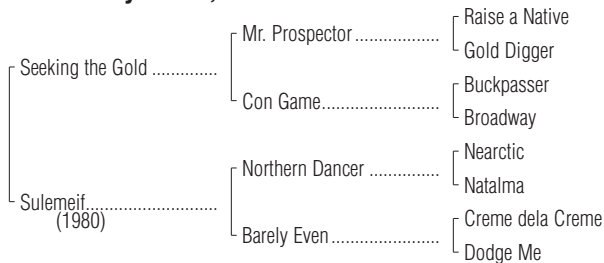 Raise a Native
Mr. Prospector ..................
Gold Digger
Seeking the Gold ..............
Buckpasser
Con Game.........................
Broadway
Nearctic
Northern Dancer ...............
Natalma
Sulemeif............................
(1980)
Creme dela Creme
Barely Even.......................
Dodge Me